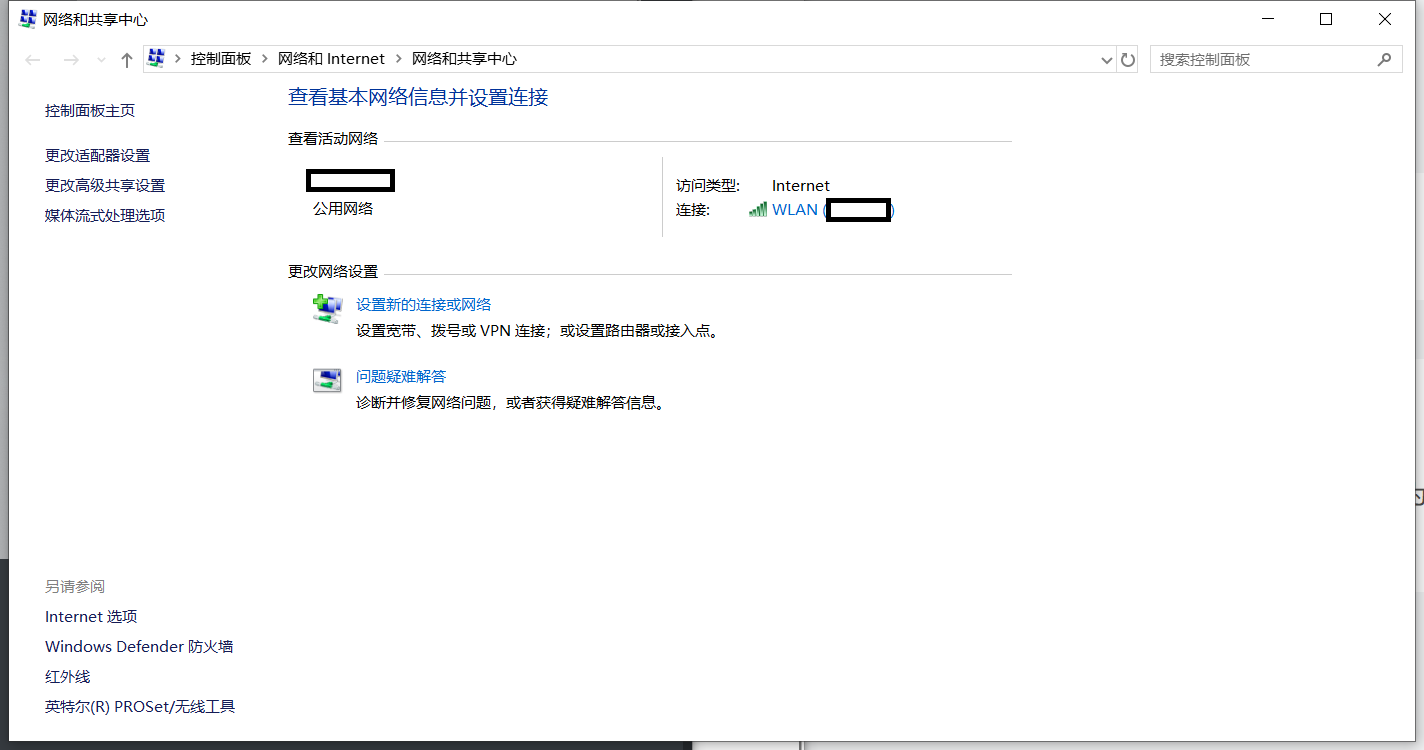 网络和共享中心
控制面板 网络和 Internet 网络和共享中心
搜索控制面板
控制面板主页
更改适配器设置
更改高级共享设置
媒体流式处理选项
查看基本网络信息并设置连接
查看活动网络
公用网络
访问类型: Internet
连接: WLAN ( )
更改网络设置
设置新的连接或网络
设置宽带、拨号或 VPN 连接；或设置路由器或接入点。
问题疑难解答
诊断并修复网络问题，或者获得疑难解答信息。
另请参阅
Internet 选项
Windows Defender 防火墙
红外线
英特尔(R) PROSet/无线工具